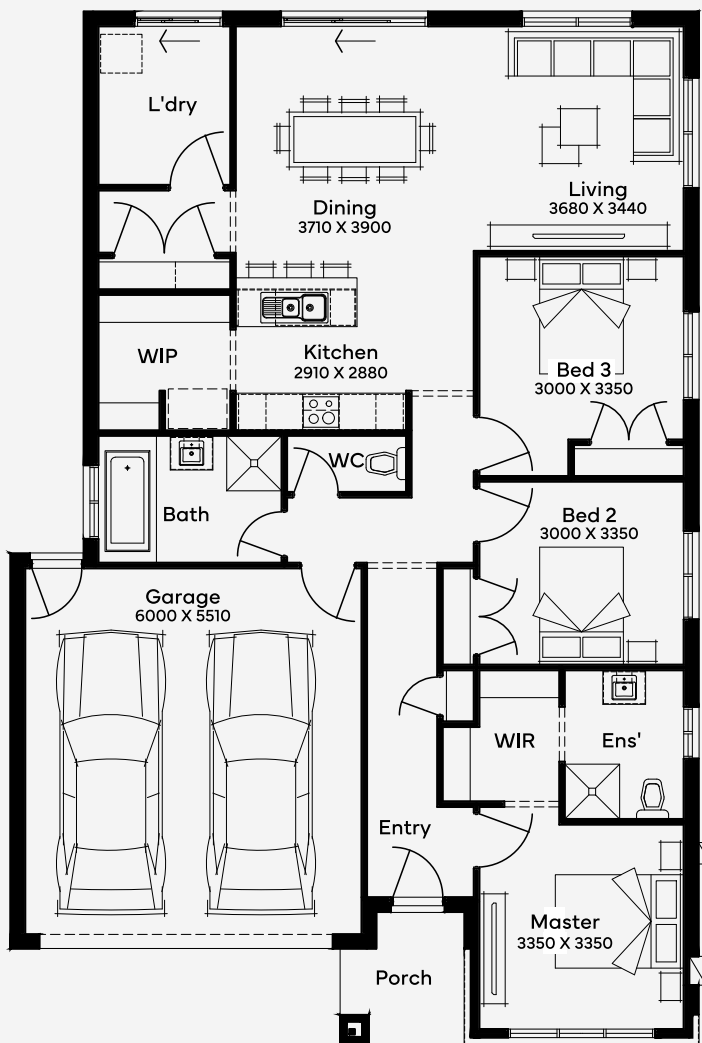 L'dry
Dining
3710 X 3900
Living
3680 X 3440
WIP
Kitchen
2910 X 2880
Bed 3
3000 X 3350
WC
Bath
Bed 2
3000 X 3350
Garage
6000 X 5510
WIR
Ens'
Entry
Master
3350 X 3350
Porch